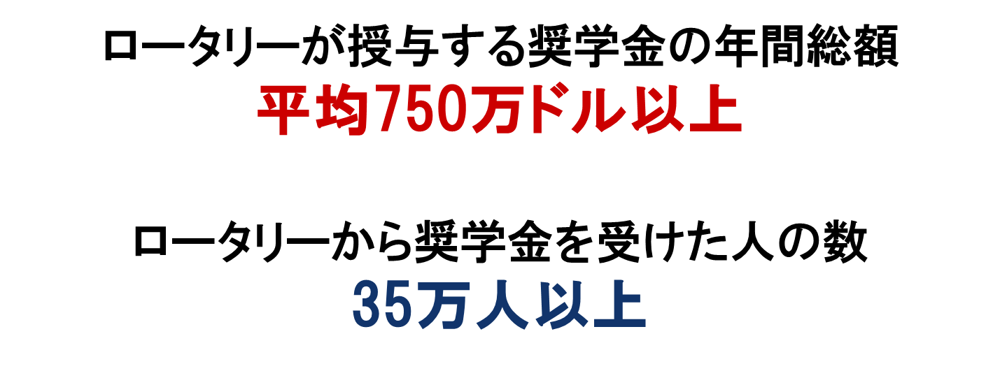 ロータリーが授与する奨学金の年間総額
平均750万ドル以上
ロータリーから奨学金を受けた人の数
35万人以上